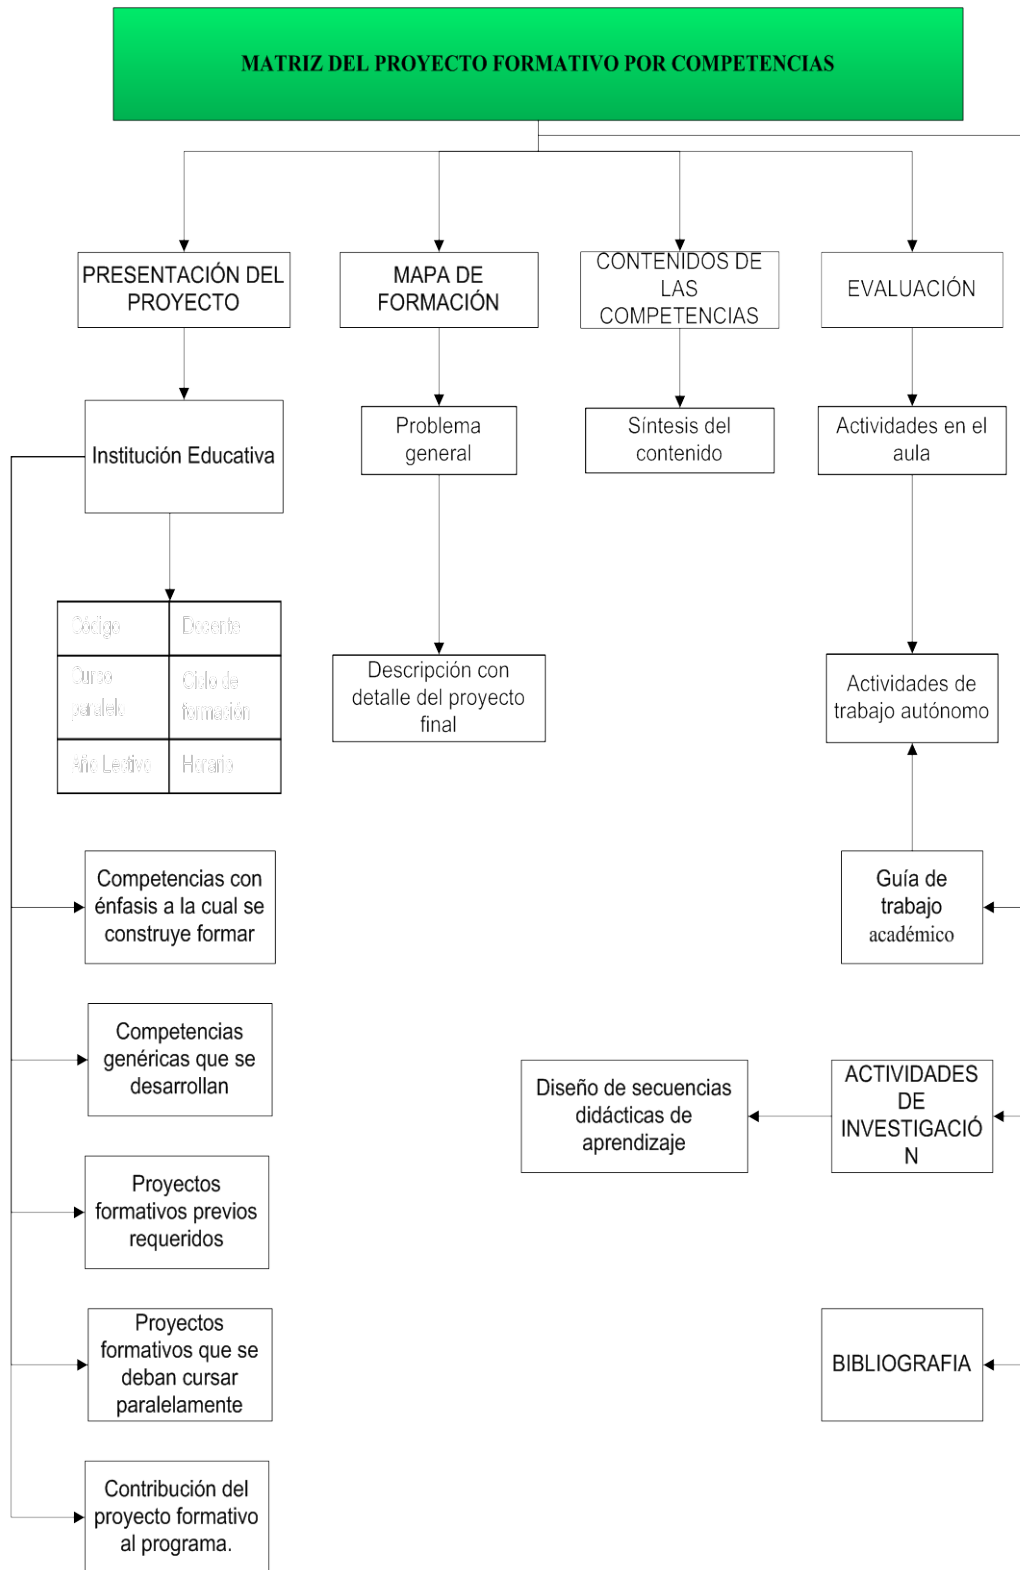 MATRIZ DEL PROYECTO FORMATIVO POR COMPETENCIAS
PRESENTACIÓN DEL
PROYECTO
MAPA DE
FORMACIÓN
CONTENIDOS DE
LAS
COMPETENCIAS
EVALUACIÓN
Institución Educativa
Problema
general
Síntesis del
contenido
Actividades en el
aula
Código
Docente
Curso
paralelo
Ciclo de
formación
Año Lectivo
Horario
Descripción con
detalle del proyecto
final
Actividades de
trabajo autónomo
Competencias con
énfasis a la cual se
construye formar
Guía de
trabajo
académico
Competencias
genéricas que se
desarrollan
Diseño de secuencias
didácticas de
aprendizaje
ACTIVIDADES
DE
INVESTIGACIÓ
N
Proyectos
formativos previos
requeridos
Proyectos
formativos que se
deban cursar
paralelamente
BIBLIOGRAFIA
Contribución del
proyecto formativo
al programa.